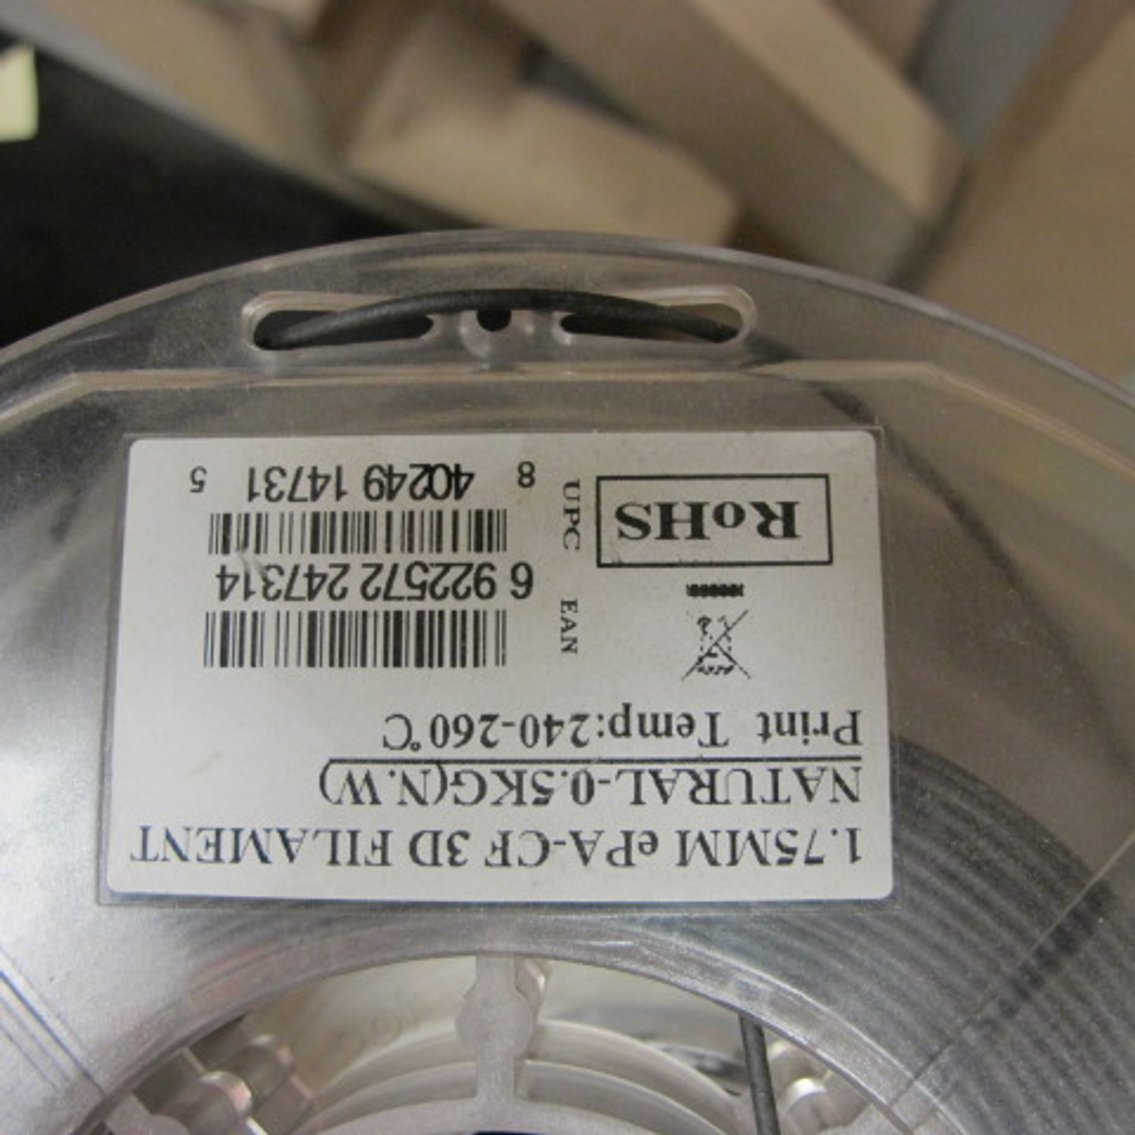 1.75MM ePA-CF 3D FILAMENT
NATURAL-0.5KG(N.W)
Print Temp:240-260℃
EAN
6 922572 247314
UPC
8 40249 14731 5
RoHS